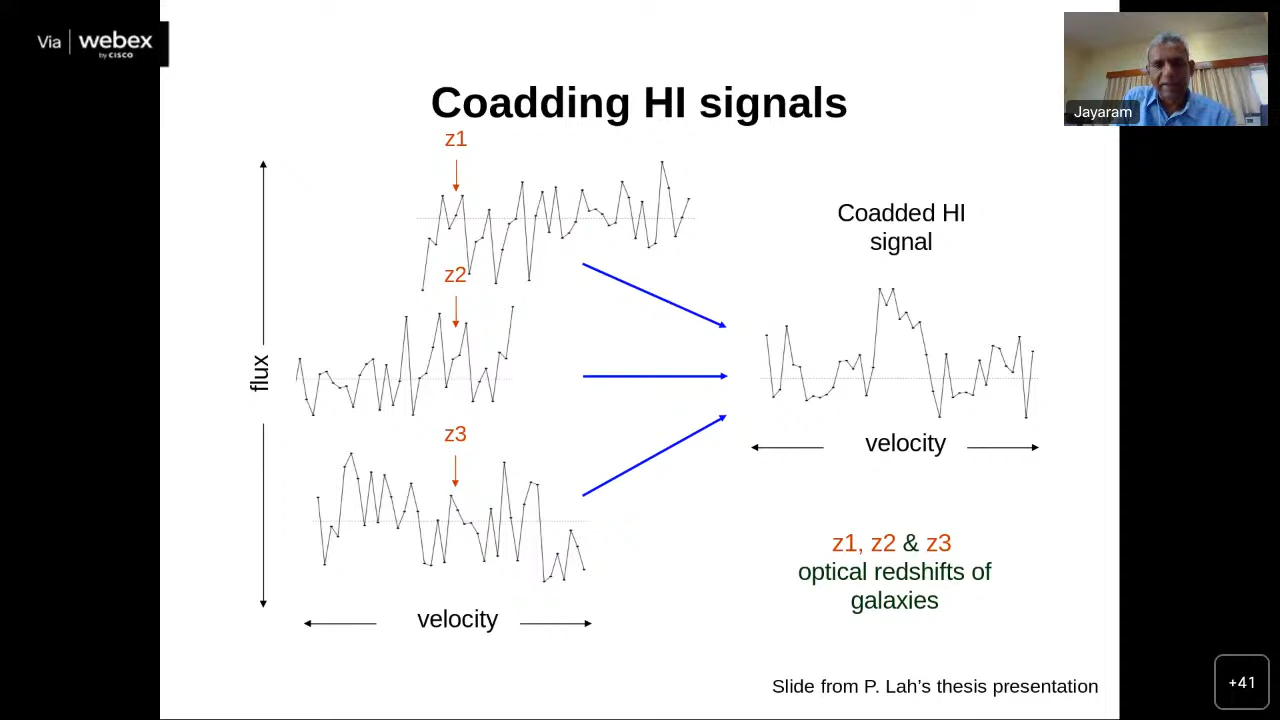 Via webex
by CISCO
Jayaram
Coadding HI signals
z1
z2
z3
flux
velocity
Coadded HI
signal
velocity
z1, z2 & z3
optical redshifts of
galaxies
Slide from P. Lah's thesis presentation
+41